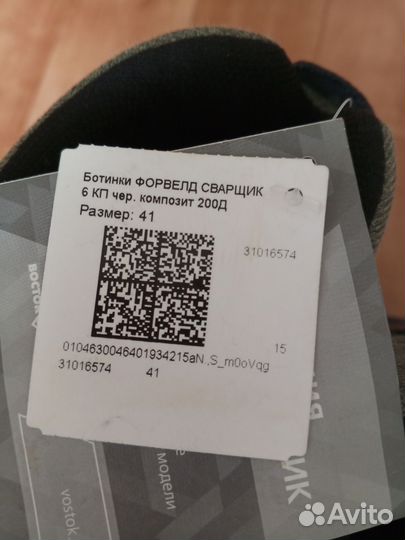 Ботинки ФОРВЕЛД СВАРЩИК
6 КП чер. композит 200Д
Размер: 41
31016574
15
0104630046401934215aN,S_m0oVqg
31016574 41
ВОСТОК
модели
vostok.
Avito